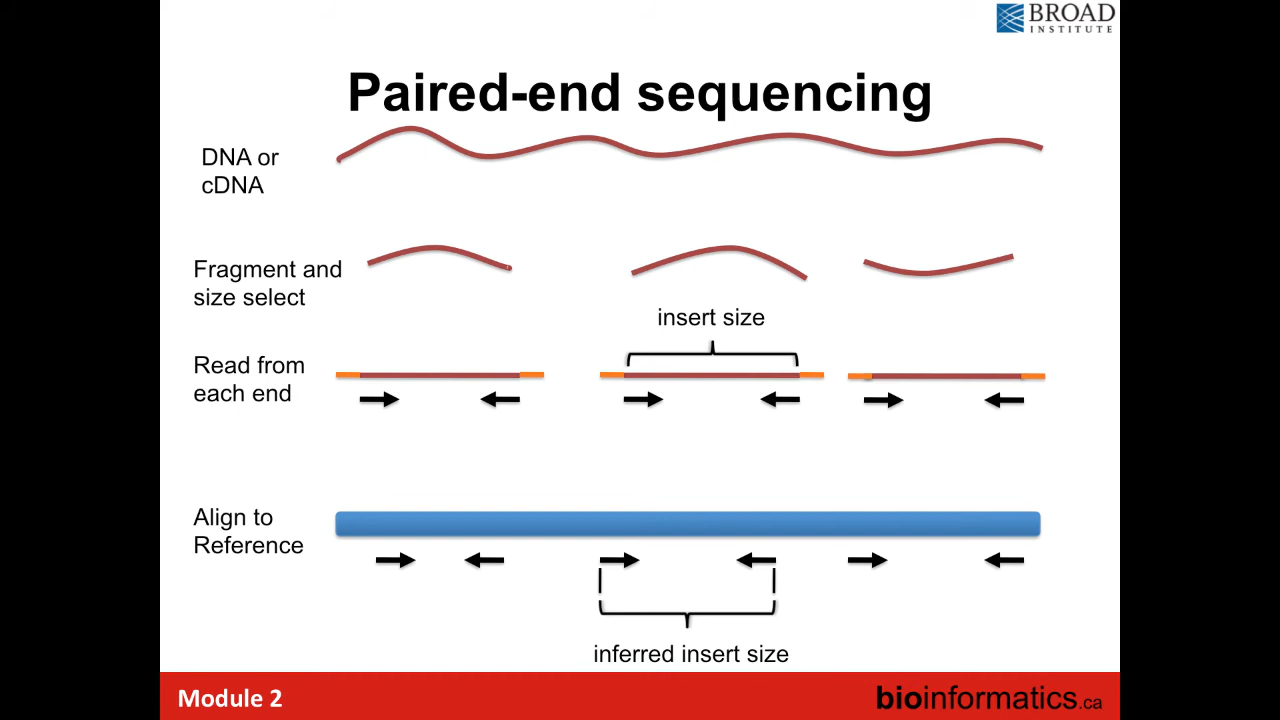 BROAD
INSTITUTE
Paired-end sequencing
DNA or
cDNA
Fragment and
size select
insert size
Read from
each end
Align to
Reference
inferred insert size
Module 2
bioinformatics.ca